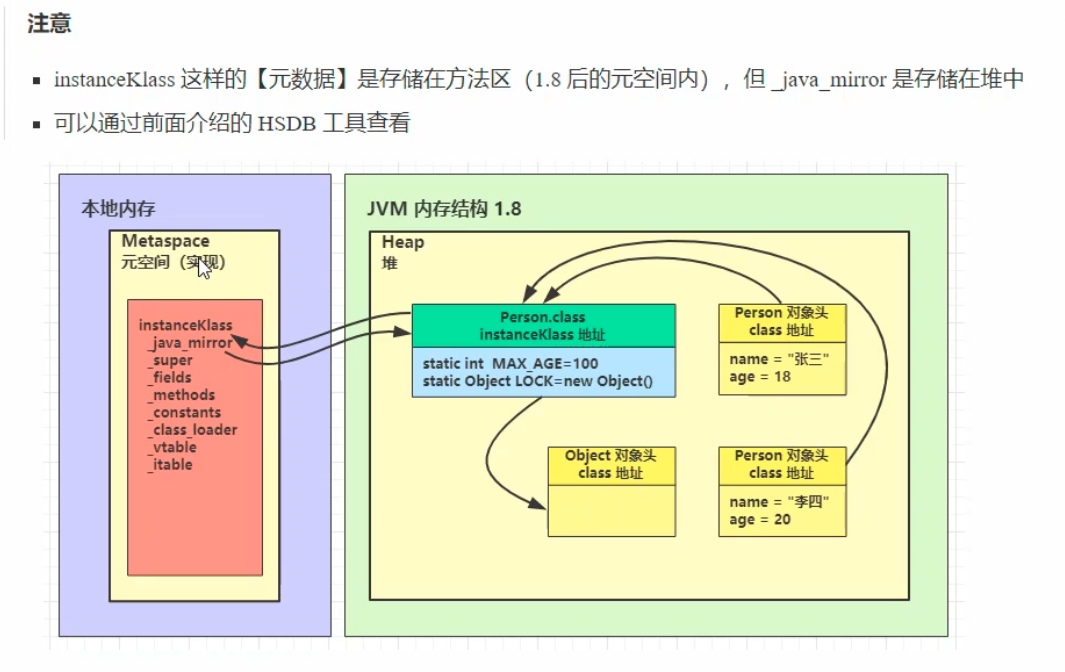 注意
instanceKlass 这样的【元数据】是存储在方法区（1.8 后的元空间内），但 _java_mirror 是存储在堆中
可以通过前面介绍的 HSDB 工具查看
本地内存
Metaspace
元空间（实现）
instanceKlass
_java_mirror
_super
_fields
_methods
_constants
_class_loader
_vtable
_itable
JVM 内存结构 1.8
Heap
堆
Person.class
instanceKlass 地址
static int MAX_AGE=100
static Object LOCK=new Object()
Person 对象头
class 地址
name = "张三"
age = 18
Object 对象头
class 地址
Person 对象头
class 地址
name = "李四"
age = 20